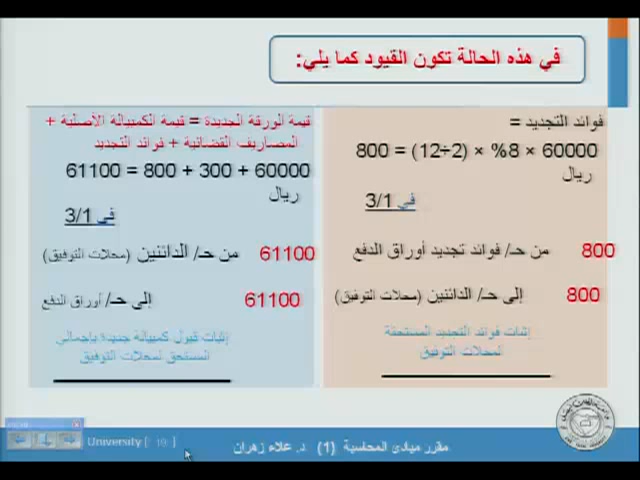 في هذه الحالة تكون القيود كما يلي:
فوائد التجديد =
60000 × 8% × (2÷12) = 800
ريال
في 3/1
800 من حـ/ فوائد تجديد أوراق الدفع
800 إلى حـ/ الدائنين (محلات التوفيق)
إثبات فوائد التجديد المستحقة
لمحلات التوفيق
قيمة الورقة الجديدة = قيمة الكمبيالة الأصلية +
المصاريف القضائية + فوائد التجديد
60000 + 300 + 800 = 61100
ريال
في 3/1
61100 من حـ/ الدائنين (محلات التوفيق)
61100 إلى حـ/ أوراق الدفع
إثبات قبول كمبيالة جديدة بإجمالي
المستحق لمحلات التوفيق
مقرر مبادئ المحاسبة (1) د. علاء زهران
University [ 19 ]